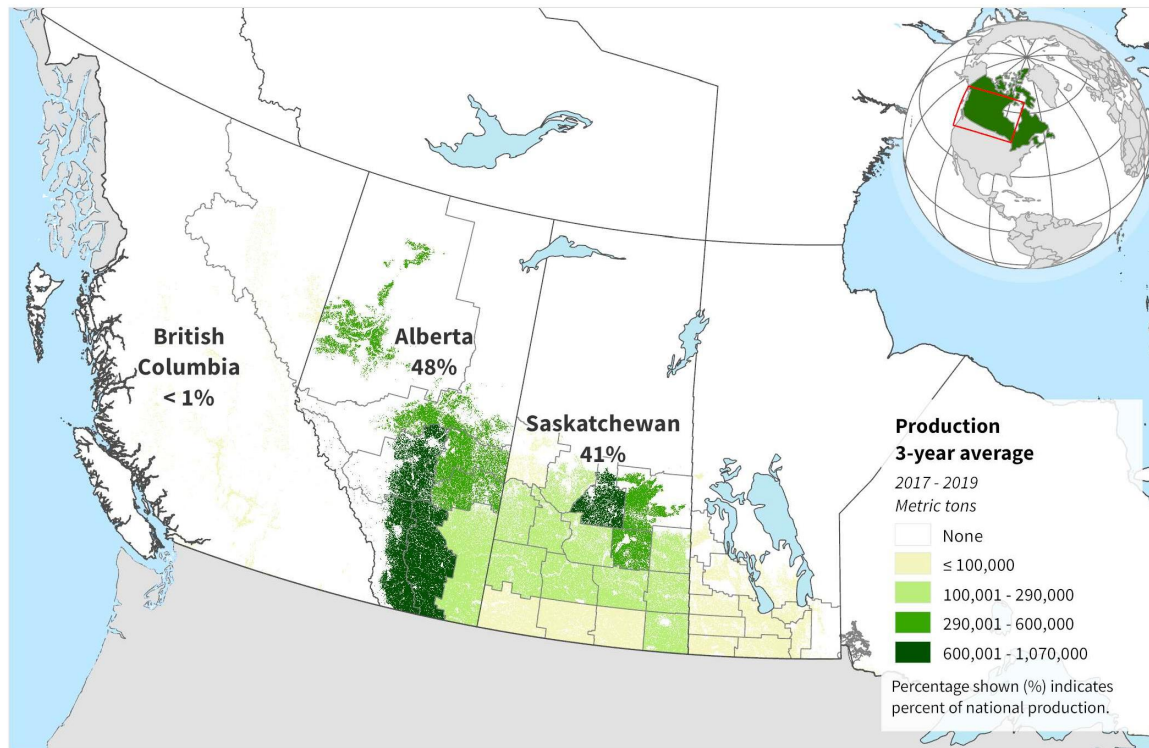 British
Columbia
< 1%
Alberta
48%
Saskatchewan
41%
Production
3-year average
2017 - 2019
Metric tons
None
≤ 100,000
100,001 - 290,000
290,001 - 600,000
600,001 - 1,070,000
Percentage shown (%) indicates
percent of national production.